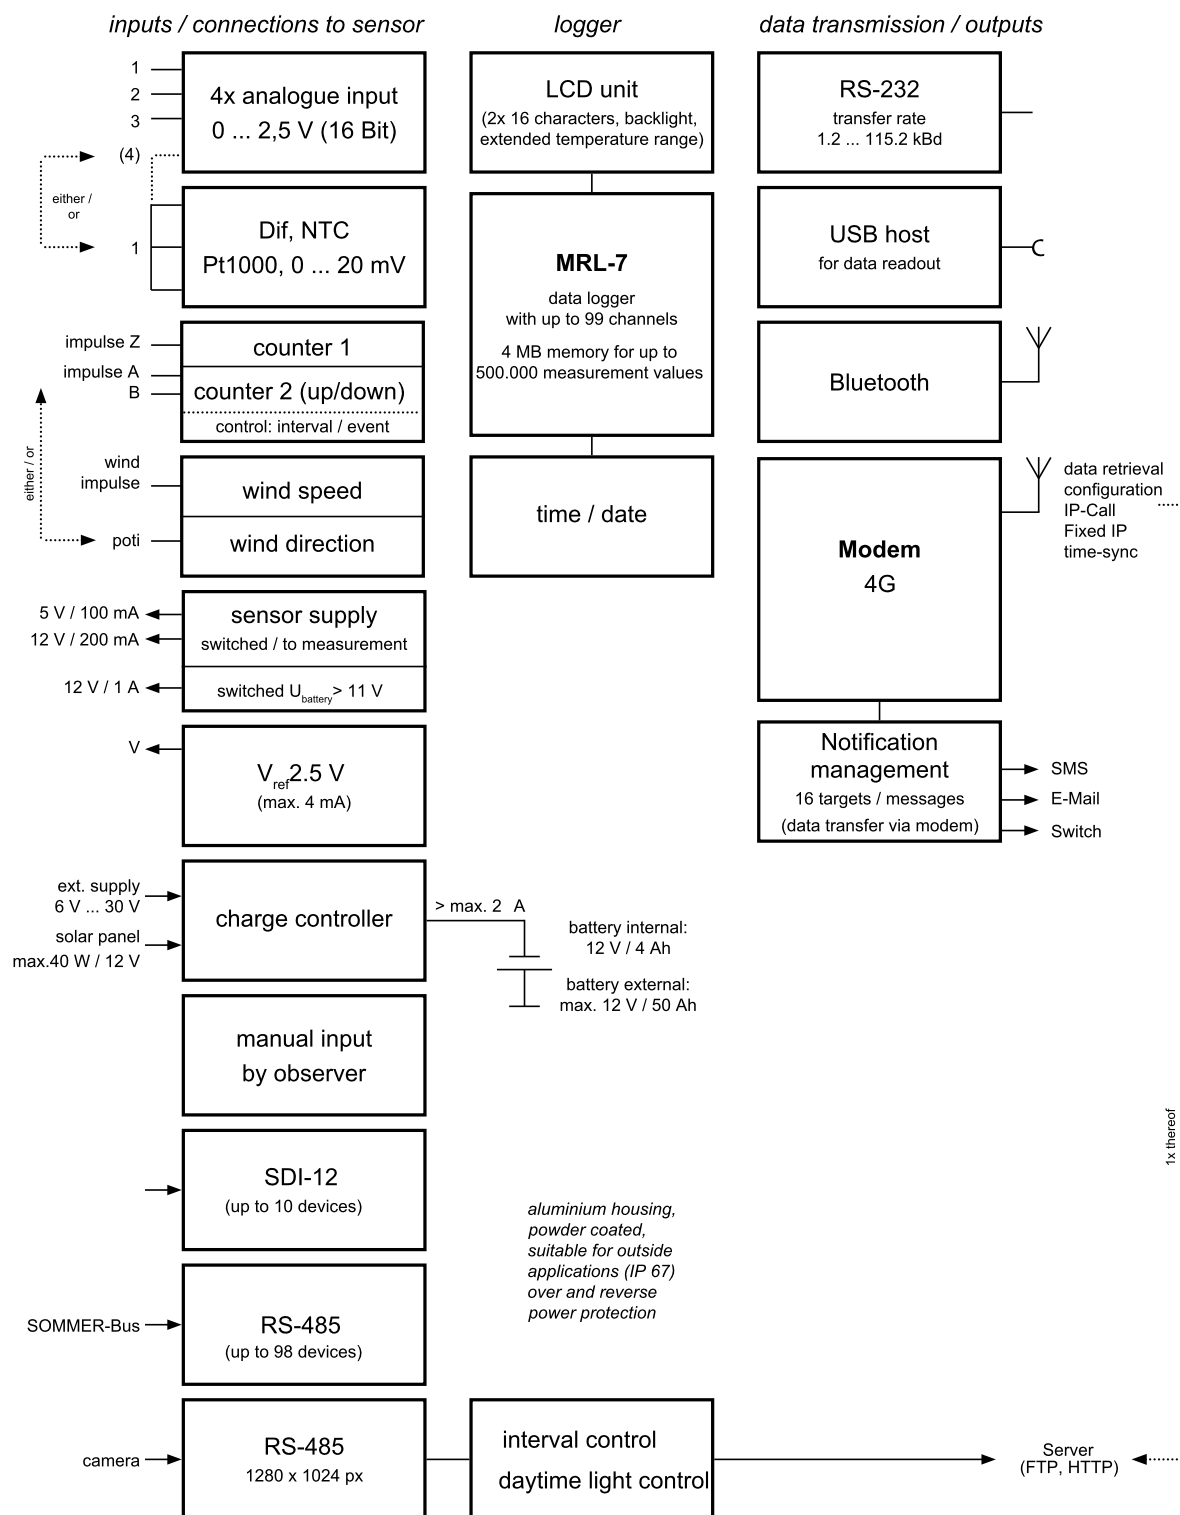 inputs / connections to sensor
1
2
3
(4)
4x analogue input
0 ... 2,5 V (16 Bit)
either /
or
1
Dif, NTC
Pt1000, 0 ... 20 mV
impulse Z
counter 1
impulse A
B
counter 2 (up/down)
control: interval / event
either / or
wind
impulse
wind speed
poti
wind direction
5 V / 100 mA
12 V / 200 mA
sensor supply
switched / to measurement
12 V / 1 A
switched Ubattery> 11 V
V
Vref2.5 V
(max. 4 mA)
ext. supply
6 V ... 30 V
solar panel
max.40 W / 12 V
charge controller
> max. 2 A
battery internal:
12 V / 4 Ah
battery external:
max. 12 V / 50 Ah
manual input
by observer
SDI-12
(up to 10 devices)
SOMMER-Bus
RS-485
(up to 98 devices)
camera
RS-485
1280 x 1024 px
logger
LCD unit
(2x 16 characters, backlight,
extended temperature range)
MRL-7
data logger
with up to 99 channels
4 MB memory for up to
500.000 measurement values
time / date
aluminium housing,
powder coated,
suitable for outside
applications (IP 67)
over and reverse
power protection
interval control
daytime light control
data transmission / outputs
RS-232
transfer rate
1.2 ... 115.2 kBd
USB host
for data readout
Bluetooth
Modem
4G
data retrieval
configuration
IP-Call
Fixed IP
time-sync
Notification
management
16 targets / messages
(data transfer via modem)
SMS
E-Mail
Switch
1x thereof
Server
(FTP, HTTP)